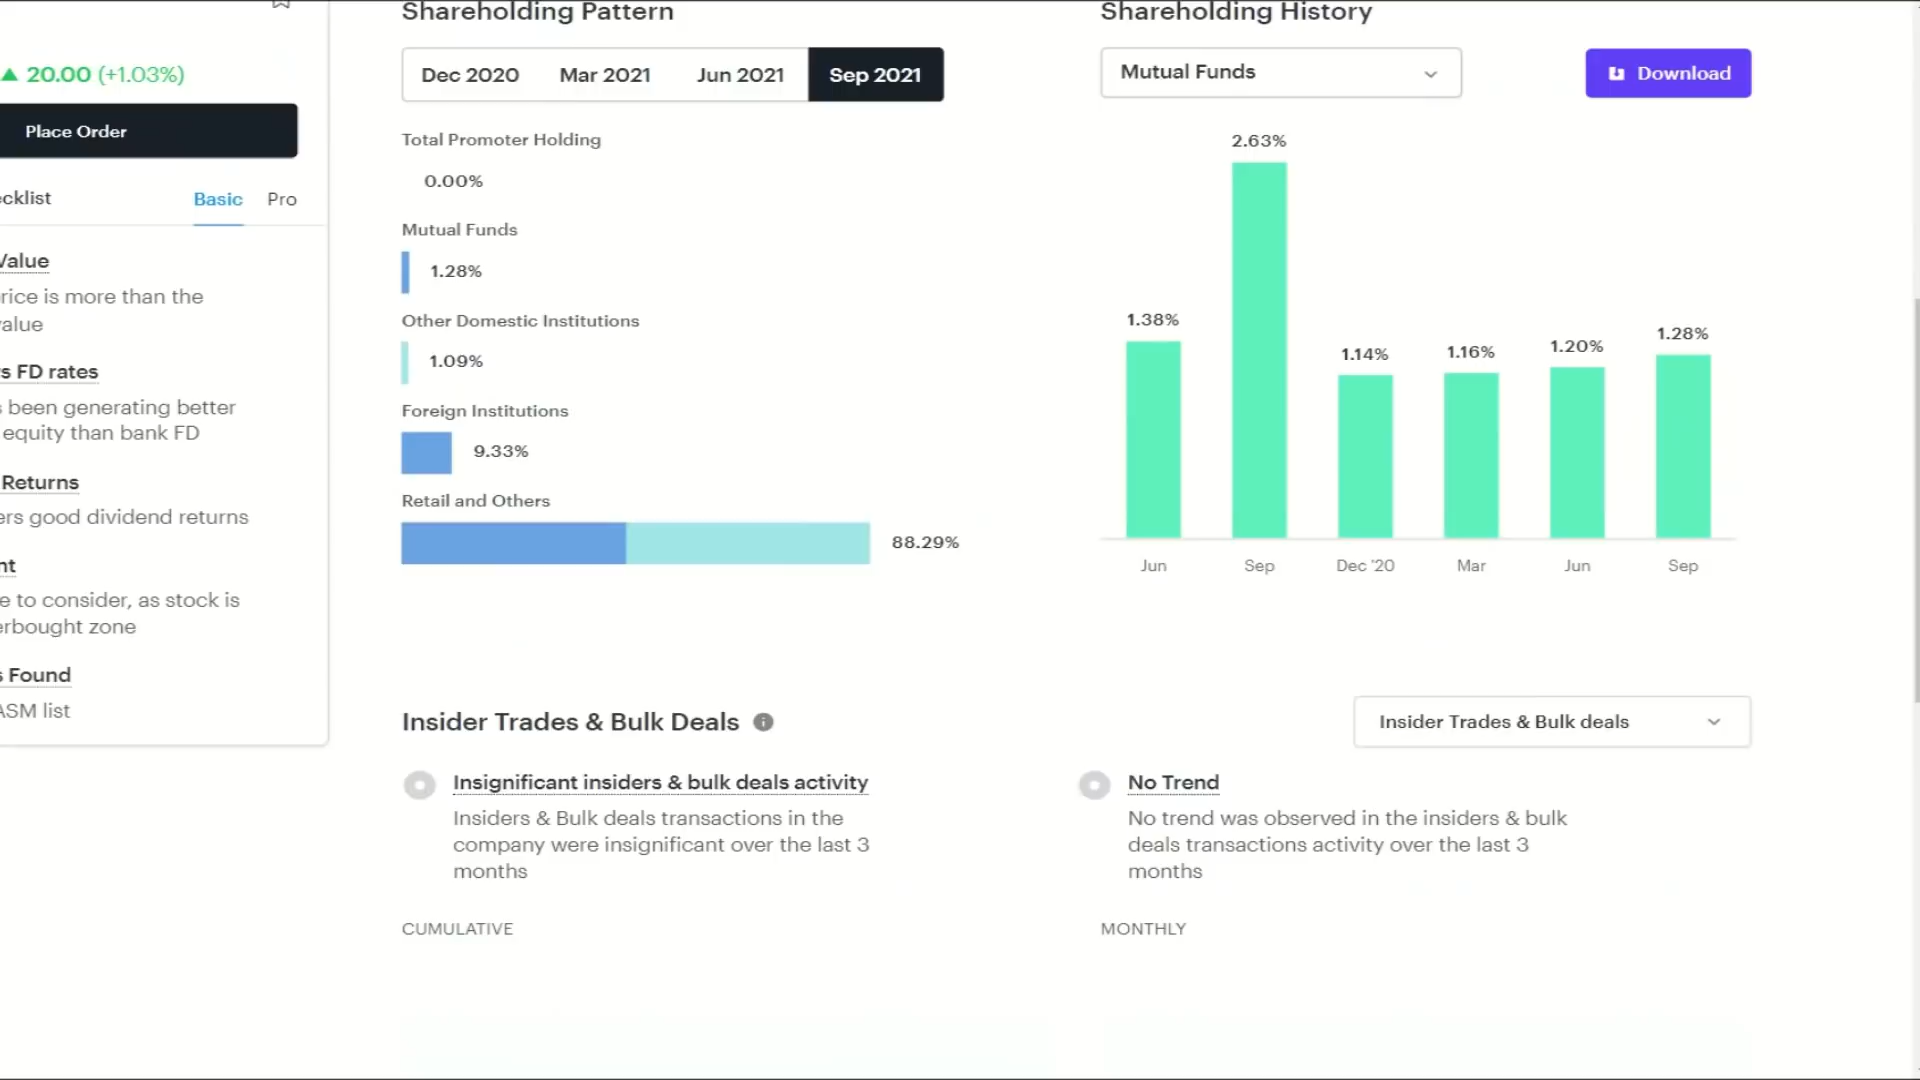 ▲ 20.00 (+1.03%)
Place Order
cklist
Basic
Pro
Value
rice is more than the
alue
s FD rates
been generating better
equity than bank FD
Returns
ers good dividend returns
nt
e to consider, as stock is
erbought zone
s Found
ASM list
Shareholding Pattern
Dec 2020
Mar 2021
Jun 2021
Sep 2021
Total Promoter Holding
0.00%
Mutual Funds
1.28%
Other Domestic Institutions
1.09%
Foreign Institutions
9.33%
Retail and Others
88.29%
Shareholding History
Mutual Funds
Download
1.38%
2.63%
1.14%
1.16%
1.20%
1.28%
Jun
Sep
Dec '20
Mar
Jun
Sep
Insider Trades & Bulk Deals
Insider Trades & Bulk deals
Insignificant insiders & bulk deals activity
Insiders & Bulk deals transactions in the
company were insignificant over the last 3
months
No Trend
No trend was observed in the insiders & bulk
deals transactions activity over the last 3
months
CUMULATIVE
MONTHLY